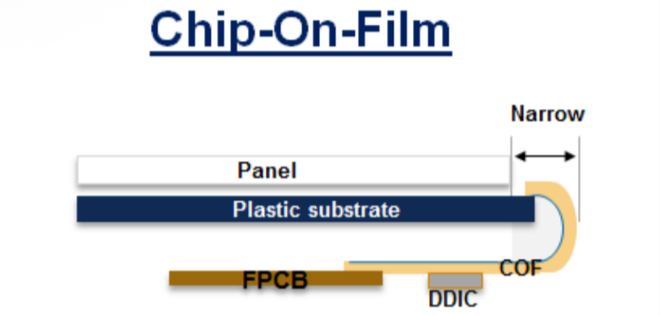 Chip-On-Film
Narrow
Panel
Plastic substrate
COF
FPCB
DDIC